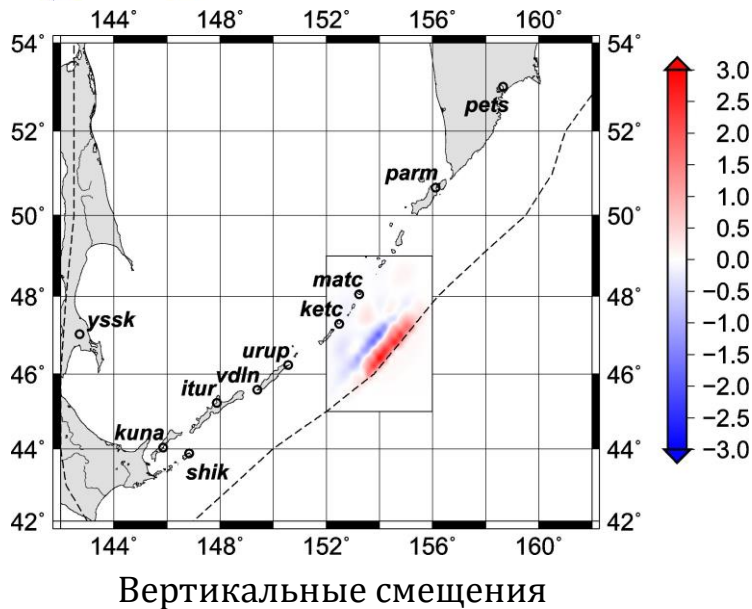 144° 148° 152° 156° 160°
54° 54° 3.0
2.5
pets
52° 52° 2.0
parm 1.5
1.0
50° 50° 0.5
matc 0.0
48° 48° −0.5
ketc
yssk −1.0
urup
46° vdln 46° −1.5
itur −2.0
kuna −2.5
44° 44° −3.0
shik
42° 42°
144° 148° 152° 156° 160°
Вертикальные смещения